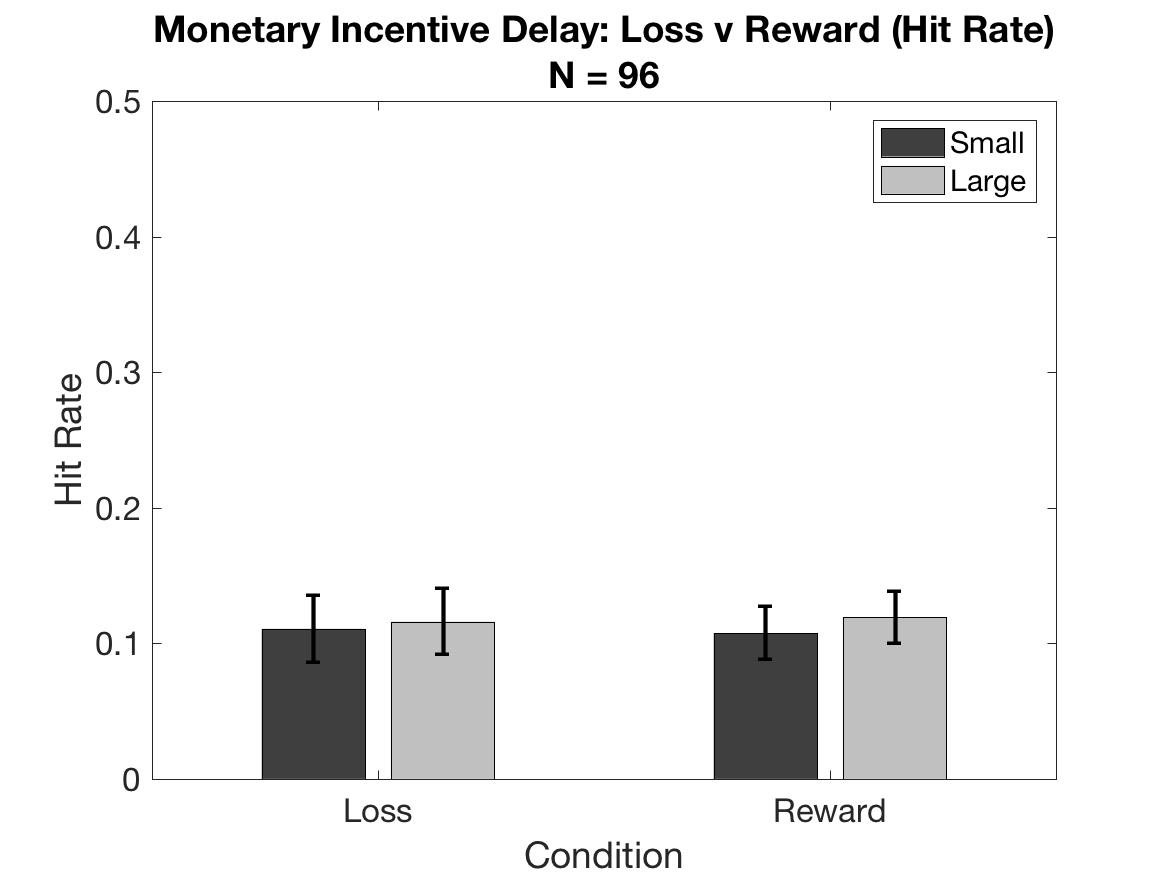 Monetary Incentive Delay: Loss v Reward (Hit Rate)
N = 96
Small
Large
0.5
0.4
0.3
0.2
0.1
0
Hit Rate
Loss
Reward
Condition